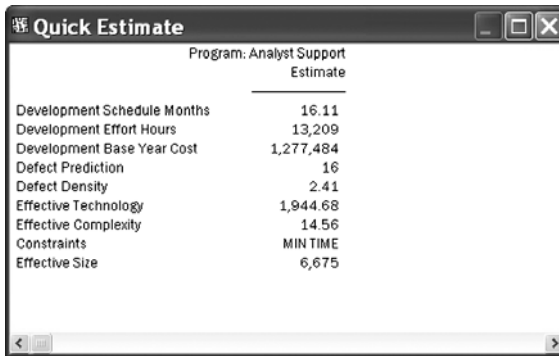 Quick Estimate
Program: Analyst Support
Estimate
Development Schedule Months 16.11
Development Effort Hours 13,209
Development Base Year Cost 1,277,484
Defect Prediction 16
Defect Density 2.41
Effective Technology 1,944.68
Effective Complexity 14.56
Constraints MIN TIME
Effective Size 6,675